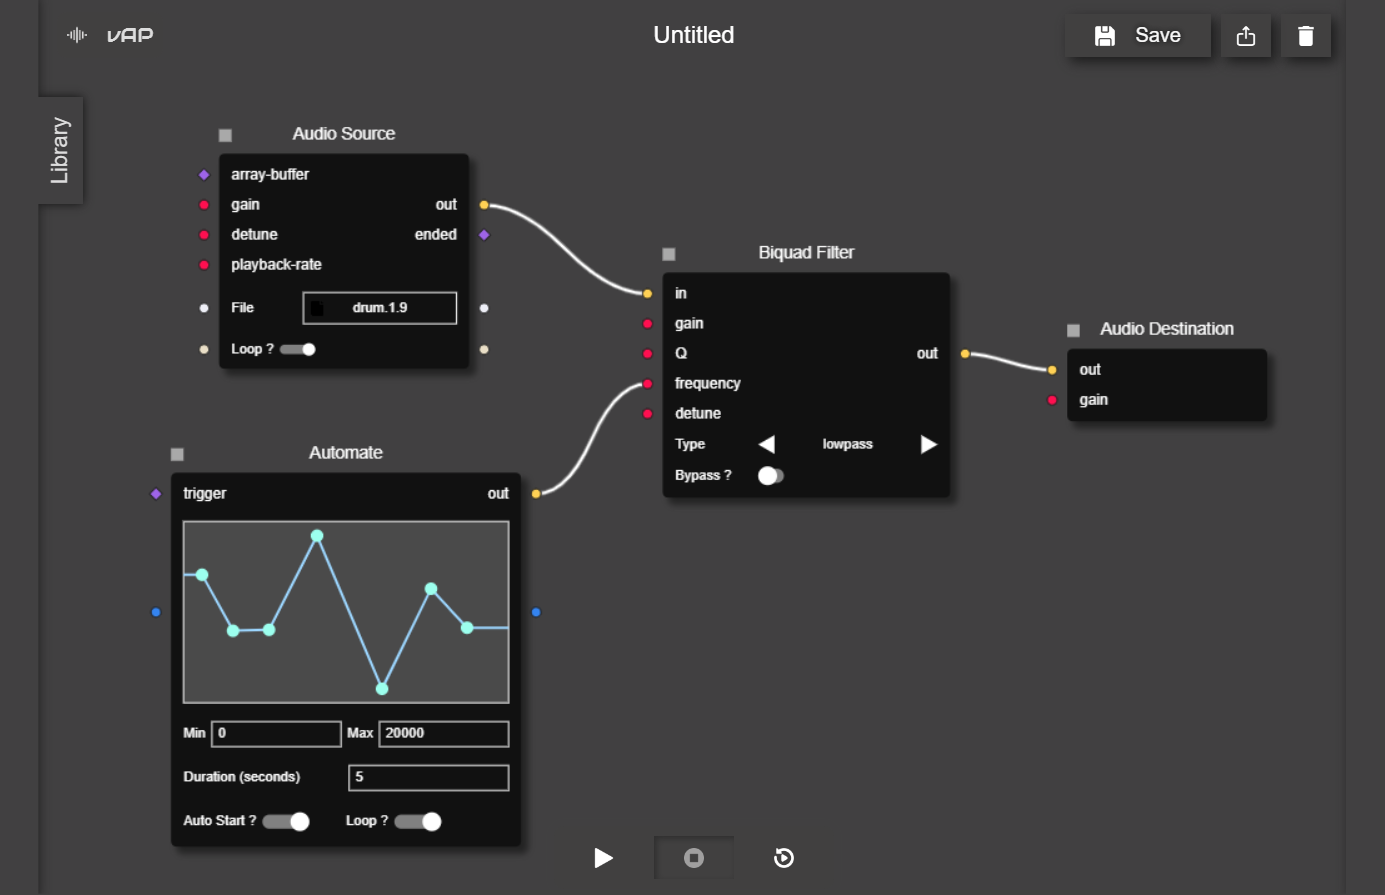 vAP
Untitled
Save
Library
Audio Source
array-buffer
gain out
detune ended
playback-rate
File drum.1.9
Loop ?
Biquad Filter
in
gain
Q out
frequency
detune
Type lowpass
Bypass ?
Audio Destination
out
gain
Automate
trigger out
Min 0 Max 20000
Duration (seconds) 5
Auto Start ? Loop ?